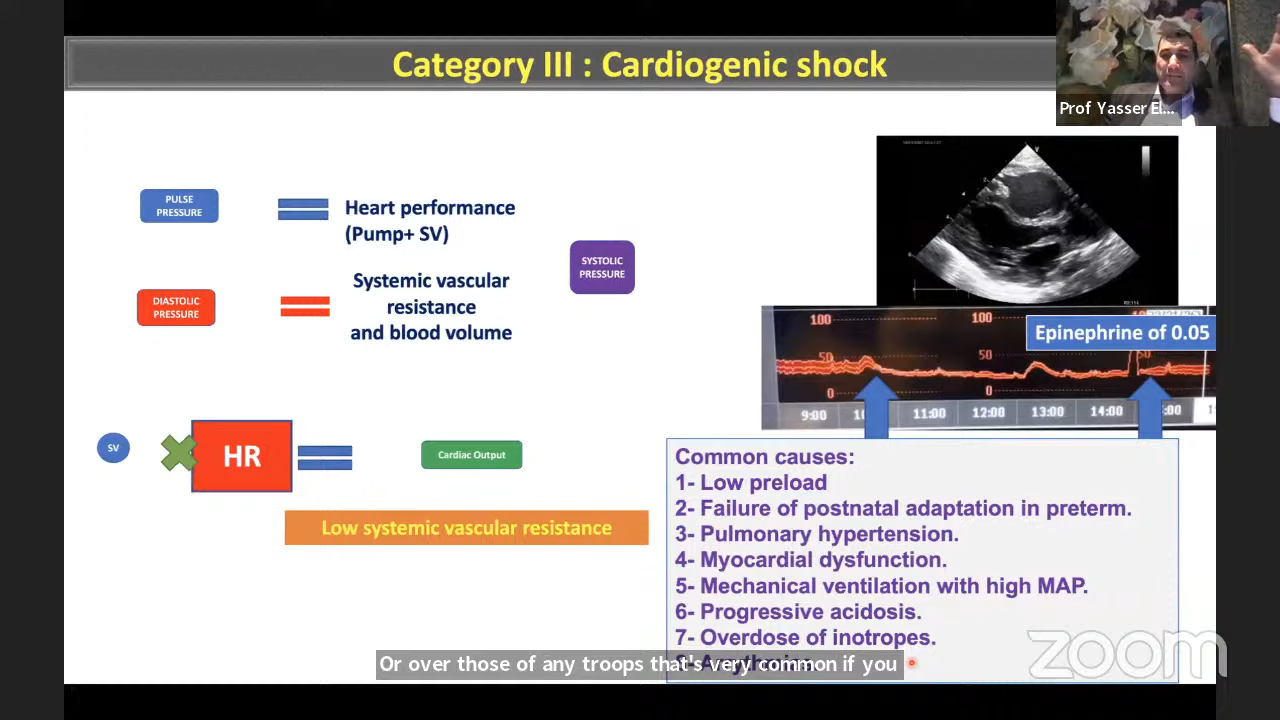 Category III : Cardiogenic shock
Prof Yasser El...
PULSE
PRESSURE
Heart performance
(Pump+ SV)
SYSTOLIC
PRESSURE
DIASTOLIC
PRESSURE
Systemic vascular
resistance
and blood volume
100
100
Epinephrine of 0.05
50
50
50
0
0
9:00
11:00
12:00
13:00
14:00
SV
HR
Cardiac Output
Low systemic vascular resistance
Common causes:
1- Low preload
2- Failure of postnatal adaptation in preterm.
3- Pulmonary hypertension.
4- Myocardial dysfunction.
5- Mechanical ventilation with high MAP.
6- Progressive acidosis.
7- Overdose of inotropes.
zoom
Or over those of any troops that's very common if you